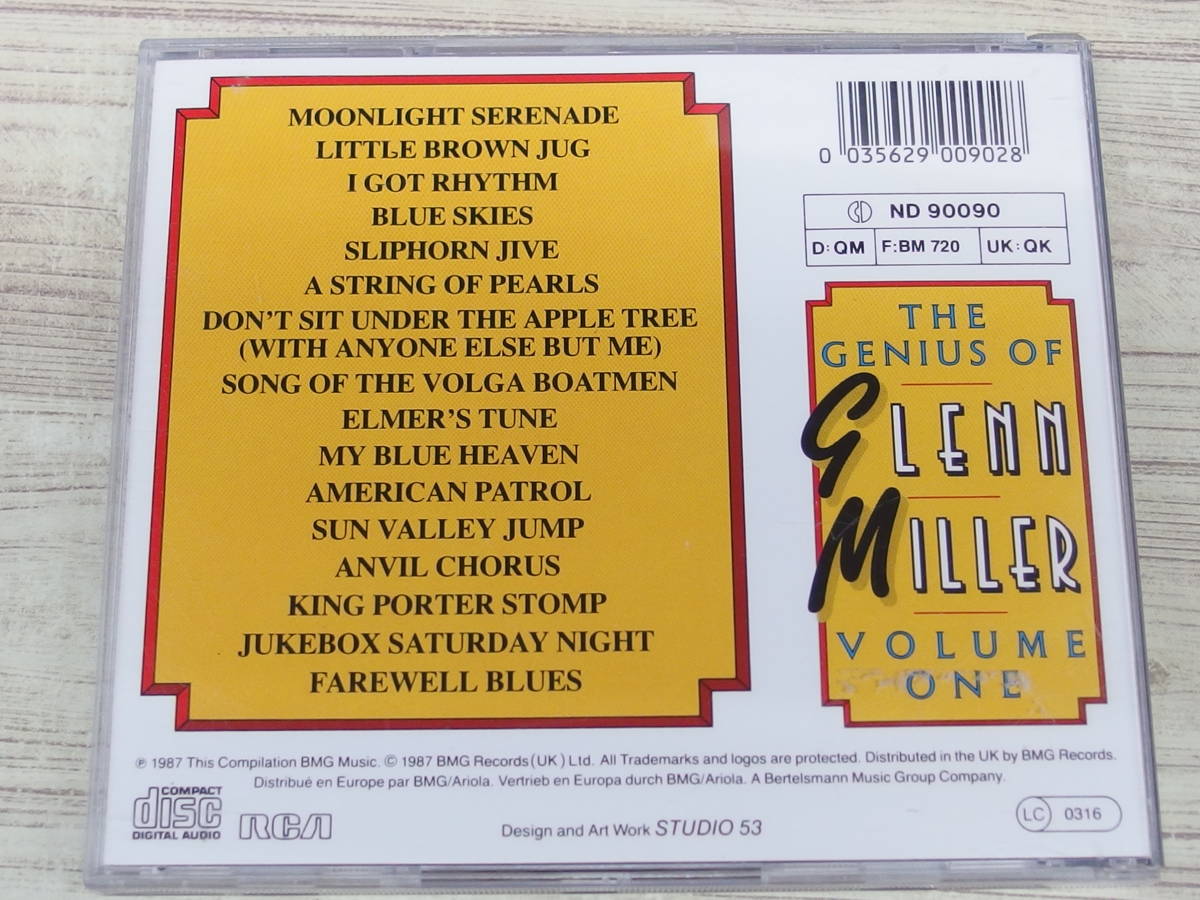 MOONLIGHT SERENADE
LITTLE BROWN JUG
I GOT RHYTHM
BLUE SKIES
SLIPHORN JIVE
A STRING OF PEARLS
DON'T SIT UNDER THE APPLE TREE
(WITH ANYONE ELSE BUT ME)
SONG OF THE VOLGA BOATMEN
ELMER'S TUNE
MY BLUE HEAVEN
AMERICAN PATROL
SUN VALLEY JUMP
ANVIL CHORUS
KING PORTER STOMP
JUKEBOX SATURDAY NIGHT
FAREWELL BLUES
0 035629 009028
CD ND 90090
D:QM F:BM 720 UK:QK
THE
GENIUS OF
GLENN
MILLER
VOLUME
ONE
℗ 1987 This Compilation BMG Music. © 1987 BMG Records (UK) Ltd. All Trademarks and logos are protected. Distributed in the UK by BMG Records.
Distribué en Europe par BMG/Ariola. Vertrieb en Europa durch BMG/Ariola. A Bertelsmann Music Group Company.
COMPACT
disc
DIGITAL AUDIO
RCA
Design and Art Work STUDIO 53
LC 0316